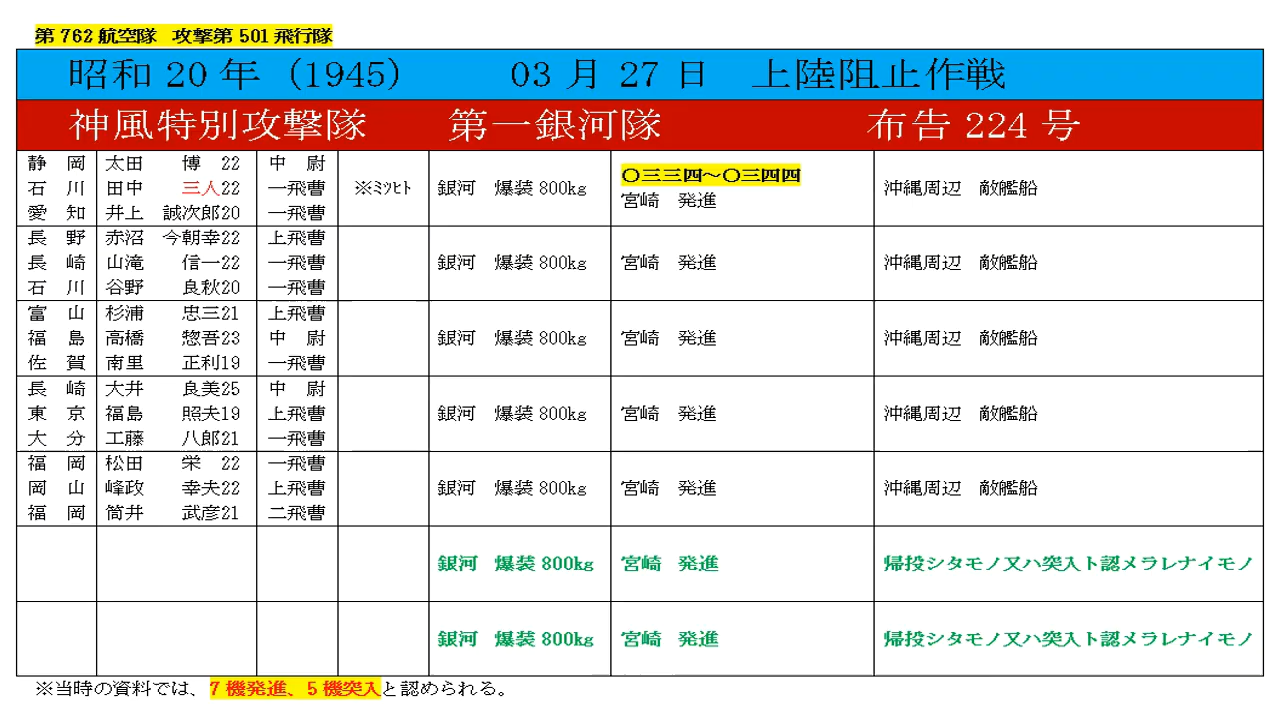 第762航空隊 攻撃第501飛行隊
昭和20年（1945） 03月27日 上陸阻止作戦
神風特別攻撃隊 第一銀河隊 布告224号
静 岡 太田 博 22 中 尉
石 川 田中 三人22 一飛曹 ※ﾐﾂﾋﾄ 銀河 爆装800kg 〇三三四～〇三四四 宮崎 発進 沖縄周辺 敵艦船
愛 知 井上 誠次郎20 一飛曹
長 野 赤沼 今朝幸22 上飛曹
長 崎 山滝 信一22 一飛曹 銀河 爆装800kg 宮崎 発進 沖縄周辺 敵艦船
石 川 谷野 良秋20 一飛曹
富 山 杉浦 忠三21 上飛曹
福 島 高橋 惣吾23 中 尉 銀河 爆装800kg 宮崎 発進 沖縄周辺 敵艦船
佐 賀 南里 正利19 一飛曹
長 崎 大井 良美25 中 尉
東 京 福島 照夫19 上飛曹 銀河 爆装800kg 宮崎 発進 沖縄周辺 敵艦船
大 分 工藤 八郎21 一飛曹
福 岡 松田 栄 22 一飛曹
岡 山 峰政 幸夫22 上飛曹 銀河 爆装800kg 宮崎 発進 沖縄周辺 敵艦船
福 岡 筒井 武彦21 二飛曹
銀河 爆装800kg 宮崎 発進 帰投シタモノ又ハ突入ト認メラレナイモノ
銀河 爆装800kg 宮崎 発進 帰投シタモノ又ハ突入ト認メラレナイモノ
※当時の資料では、7機発進、5機突入と認められる。